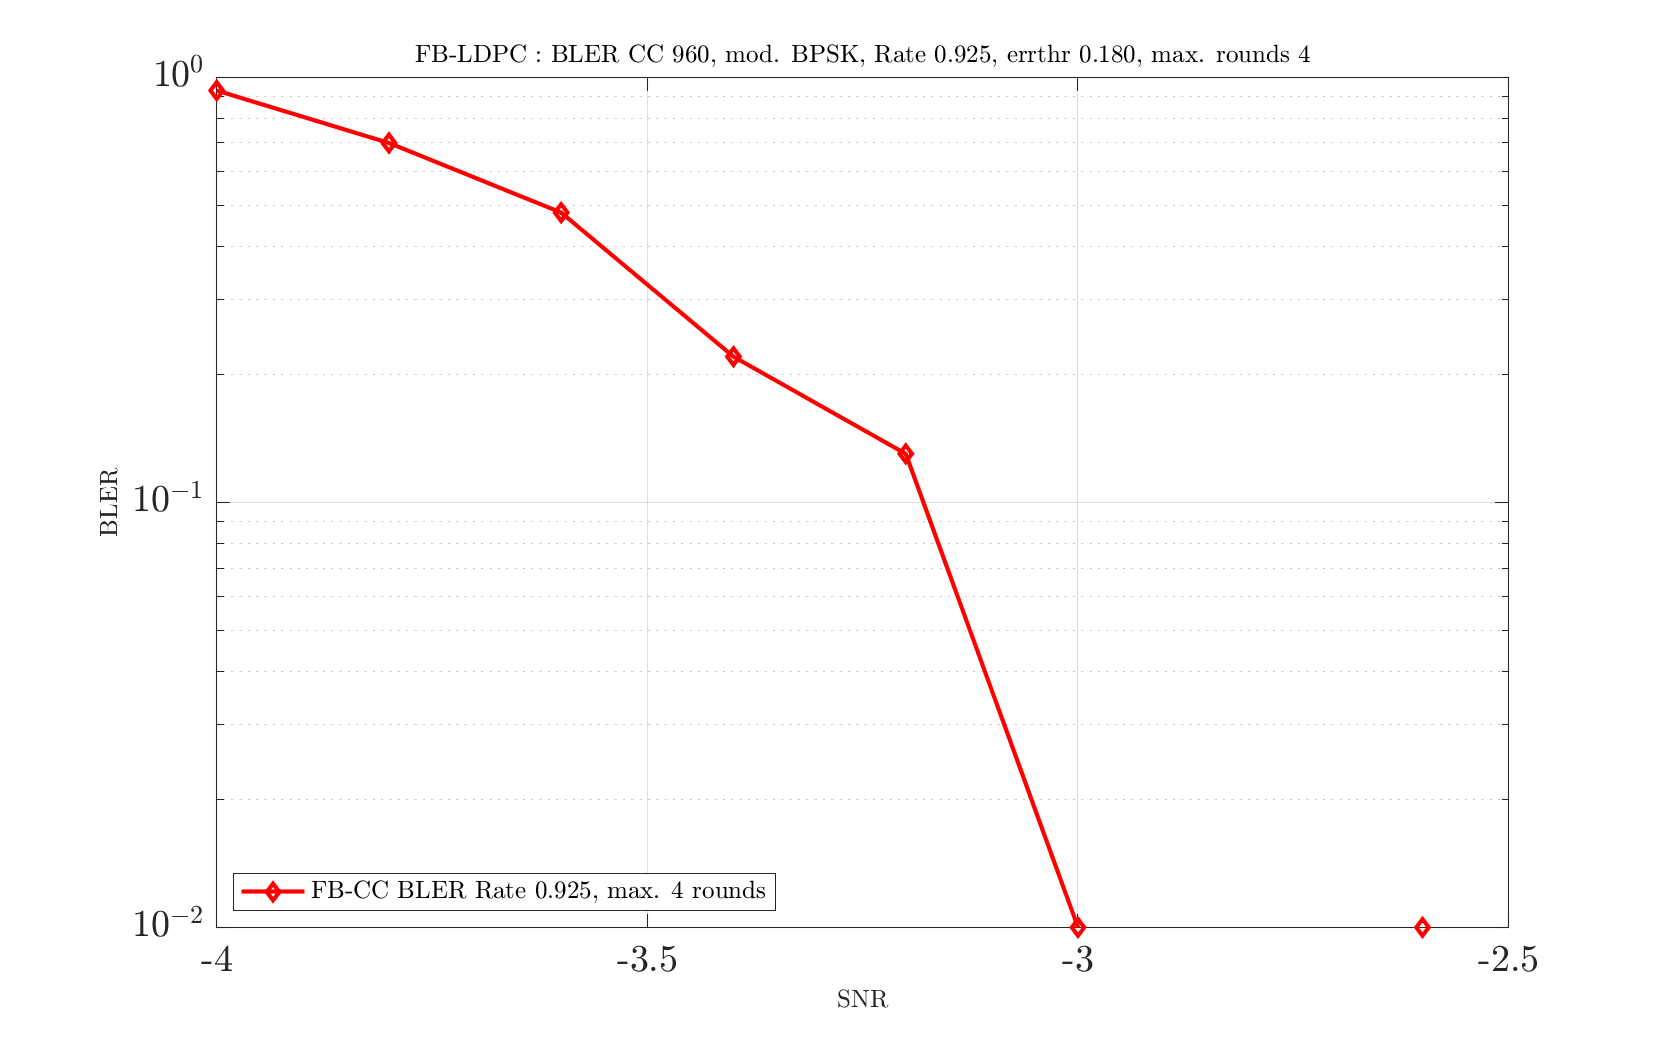 FB-LDPC : BLER CC 960, mod. BPSK, Rate 0.925, errthr 0.180, max. rounds 4
10^0
10^-1
10^-2
BLER
FB-CC BLER Rate 0.925, max. 4 rounds
-4 -3.5 -3 -2.5
SNR